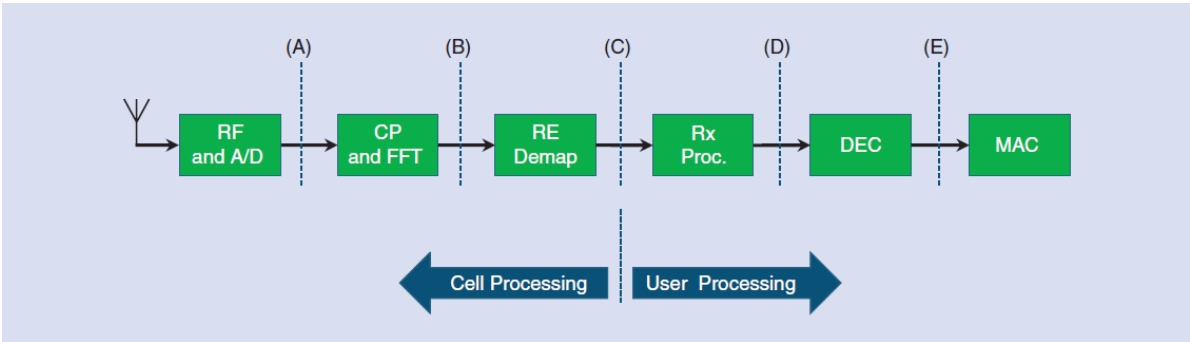 (A)
(B)
(C)
(D)
(E)
RF
and A/D
CP
and FFT
RE
Demap
Rx
Proc.
DEC
MAC
Cell Processing
User Processing